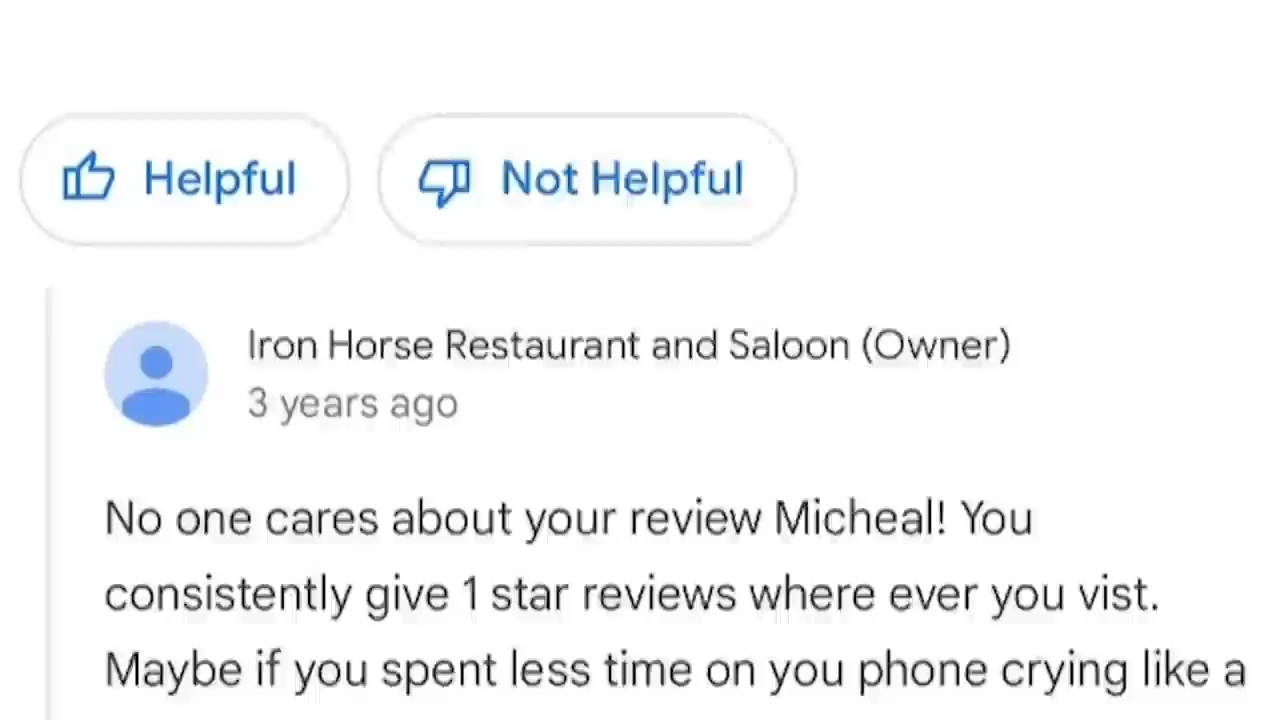 Helpful
Not Helpful
Iron Horse Restaurant and Saloon (Owner)
3 years ago
No one cares about your review Micheal! You
consistently give 1 star reviews where ever you vist.
Maybe if you spent less time on you phone crying like a